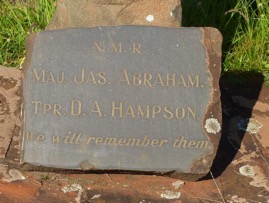 N.M.R.
MAJ. JAS. ABRAHAM.
TPR. D. A. HAMPSON.
We will remember them.